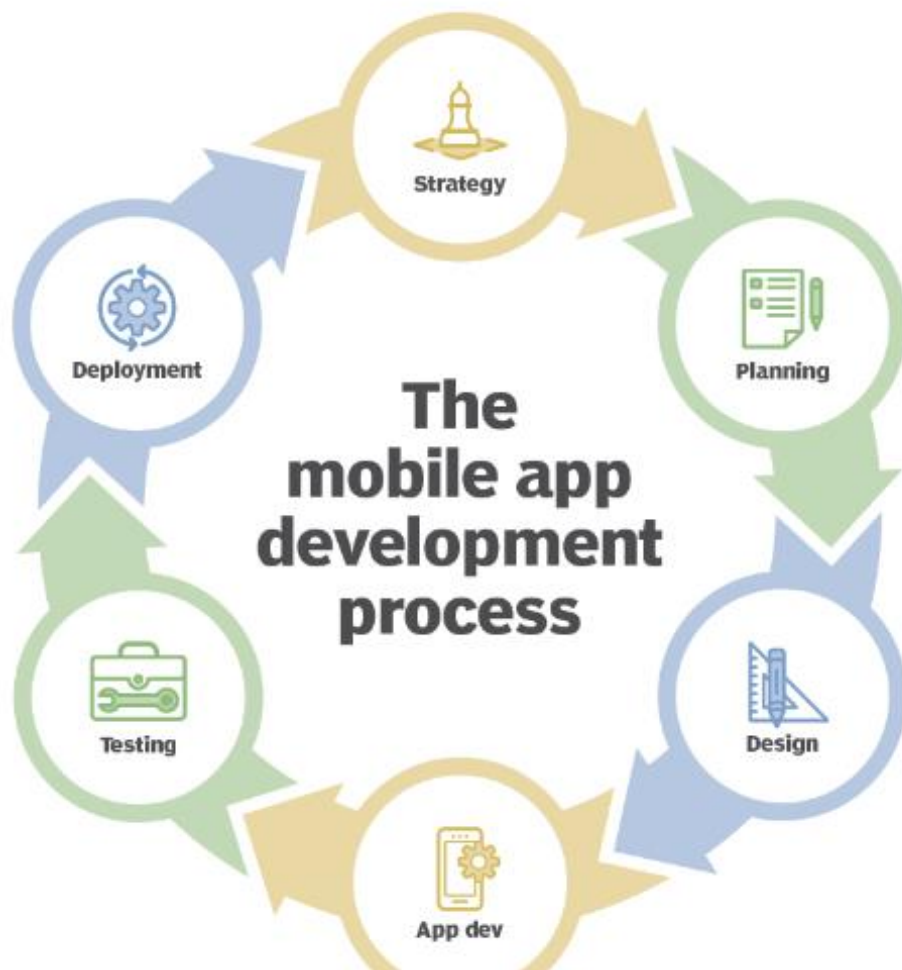 Strategy
Planning
Design
App dev
Testing
Deployment
The
mobile app
development
process